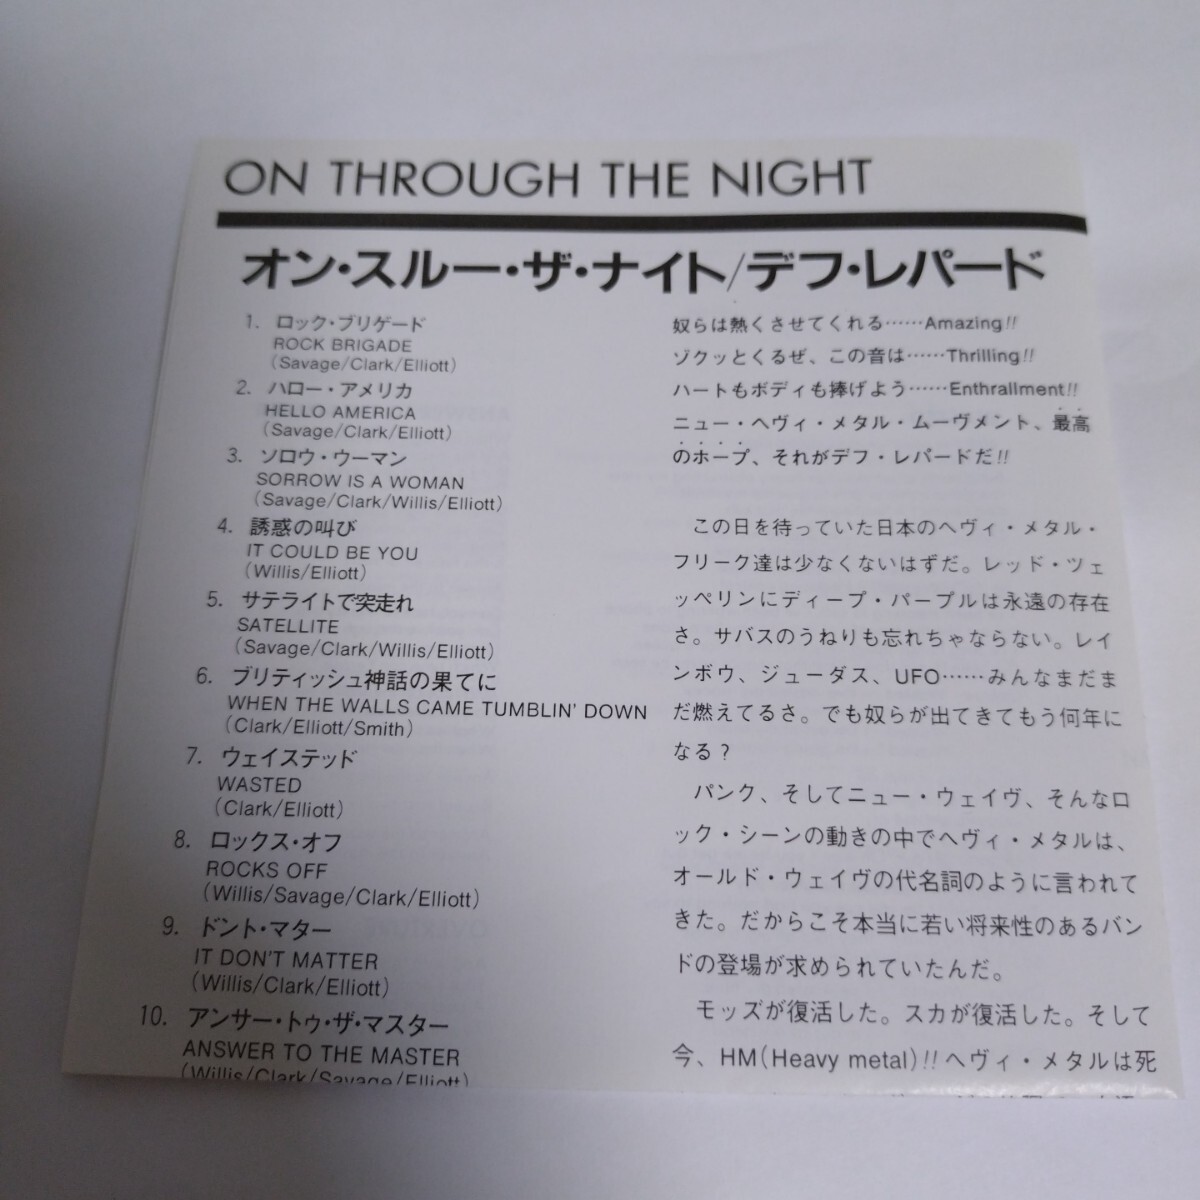 ON THROUGH THE NIGHT
オン・スルー・ザ・ナイト/デフ・レパード
1. ロック・ブリゲード
ROCK BRIGADE
(Savage/Clark/Elliott)
2. ハロー・アメリカ
HELLO AMERICA
(Savage/Clark/Elliott)
3. ソロウ・ウーマン
SORROW IS A WOMAN
(Savage/Clark/Willis/Elliott)
4. 誘惑の叫び
IT COULD BE YOU
(Willis/Elliott)
5. サテライトで突走れ
SATELLITE
(Savage/Clark/Willis/Elliott)
6. ブリティッシュ神話の果てに
WHEN THE WALLS CAME TUMBLIN' DOWN
(Clark/Elliott/Smith)
7. ウェイステッド
WASTED
(Clark/Elliott)
8. ロックス・オフ
ROCKS OFF
(Willis/Savage/Clark/Elliott)
9. ドント・マター
IT DON'T MATTER
(Willis/Clark/Elliott)
10. アンサー・トゥ・ザ・マスター
ANSWER TO THE MASTER
(Willis/Clark/Savage/Elliott)
奴らは熱くさせてくれる……Amazing!!
ゾクッとくるぜ、この音は……Thrilling!!
ハートもボディも捧げよう……Enthrallment!!
ニュー・ヘヴィ・メタル・ムーヴメント、最高
のホープ、それがデフ・レパードだ!!
この日を待っていた日本のヘヴィ・メタル・
フリーク達は少なくないはずだ。レッド・ツェ
ッペリンにディープ・パープルは永遠の存在
さ。サバスのうねりも忘れちゃならない。レイ
ンボウ、ジューダス、UFO……みんなまだま
だ燃えてるさ。でも奴らが出てきてもう何年に
なる?
パンク、そしてニュー・ウェイヴ、そんなロ
ック・シーンの動きの中でヘヴィ・メタルは、
オールド・ウェイヴの代名詞のように言われて
きた。だからこそ本当に若い将来性のあるバン
ドの登場が求められていたんだ。
モッズが復活した。スカが復活した。そして
今、HM(Heavy metal)!!ヘヴィ・メタルは死